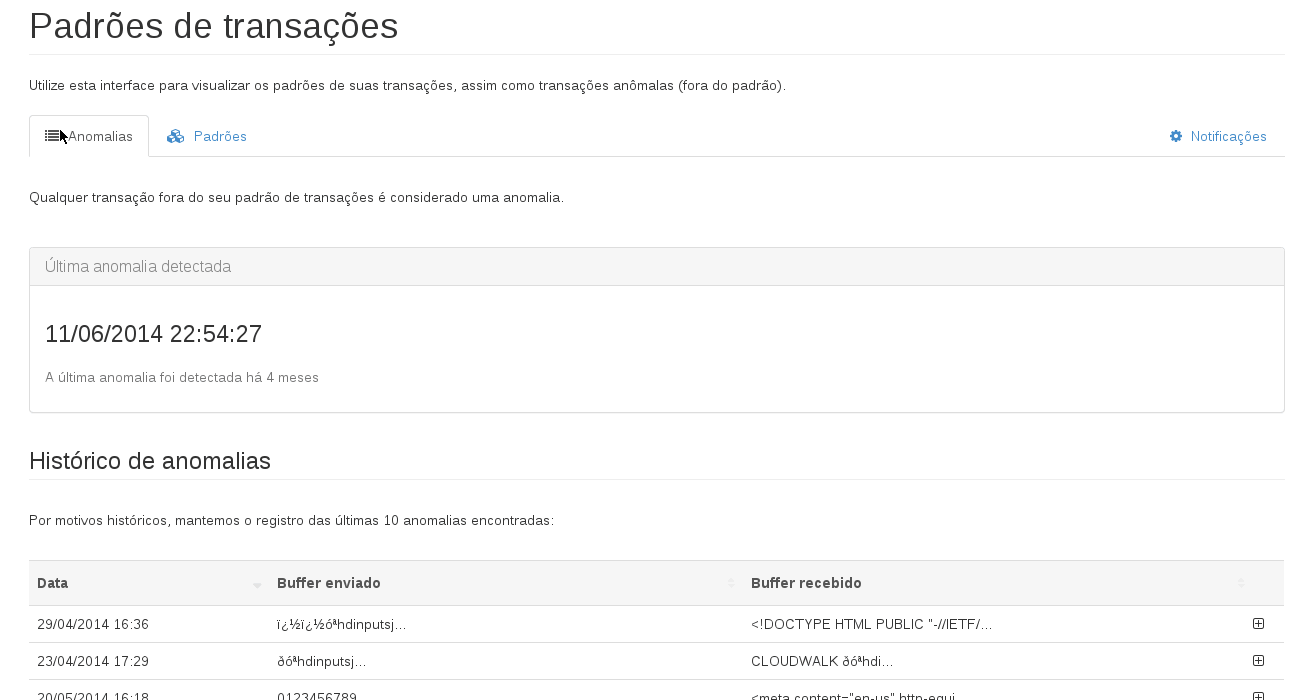 Padrões de transações
Utilize esta interface para visualizar os padrões de suas transações, assim como transações anômalas (fora do padrão).
Anomalias Padrões Notificações
Qualquer transação fora do seu padrão de transações é considerado uma anomalia.
Última anomalia detectada
11/06/2014 22:54:27
A última anomalia foi detectada há 4 meses
Histórico de anomalias
Por motivos históricos, mantemos o registro das últimas 10 anomalias encontradas:
Data Buffer enviado Buffer recebido
29/04/2014 16:36 ï¿½ï¿½óªhdinputsj... <!DOCTYPE HTML PUBLIC "-//IETF/...
23/04/2014 17:29 ðóªhdinputsj... CLOUDWALK ðóªhdi...
20/05/2014 16:18 0123456789 <meta content="en-us" http-equi...